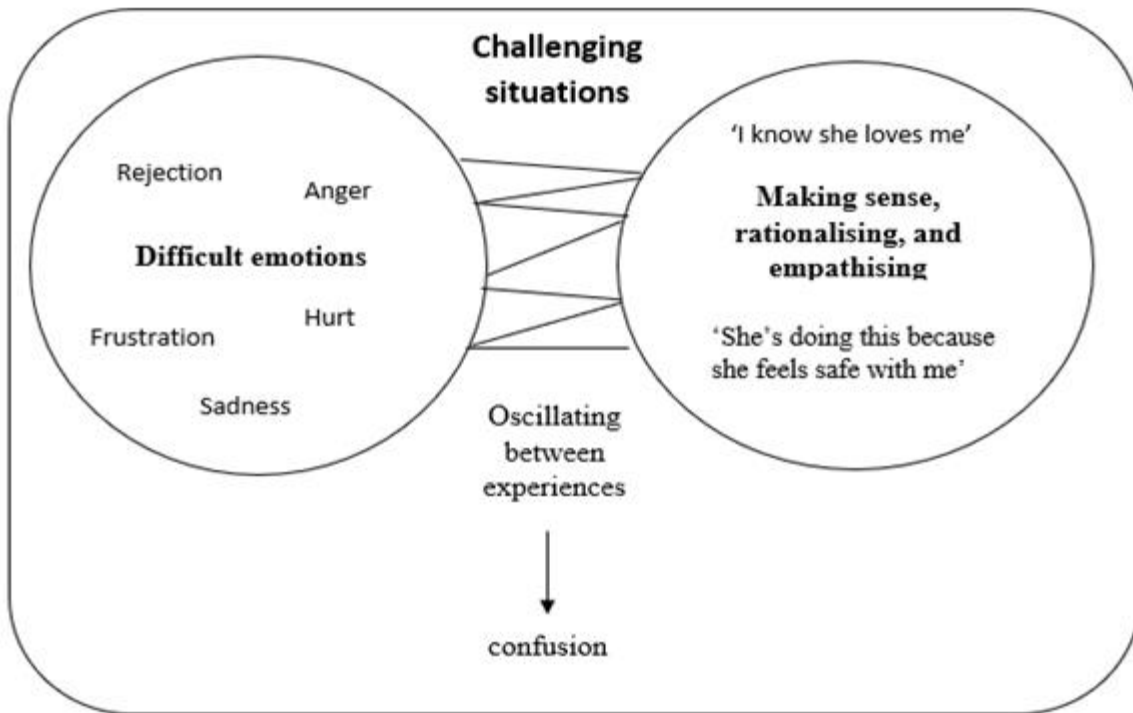 Challenging
situations
Rejection
Anger
Difficult emotions
Hurt
Frustration
Sadness
'I know she loves me'
Making sense,
rationalising, and
empathising
‘She’s doing this because
she feels safe with me’
Oscillating
between
experiences
confusion